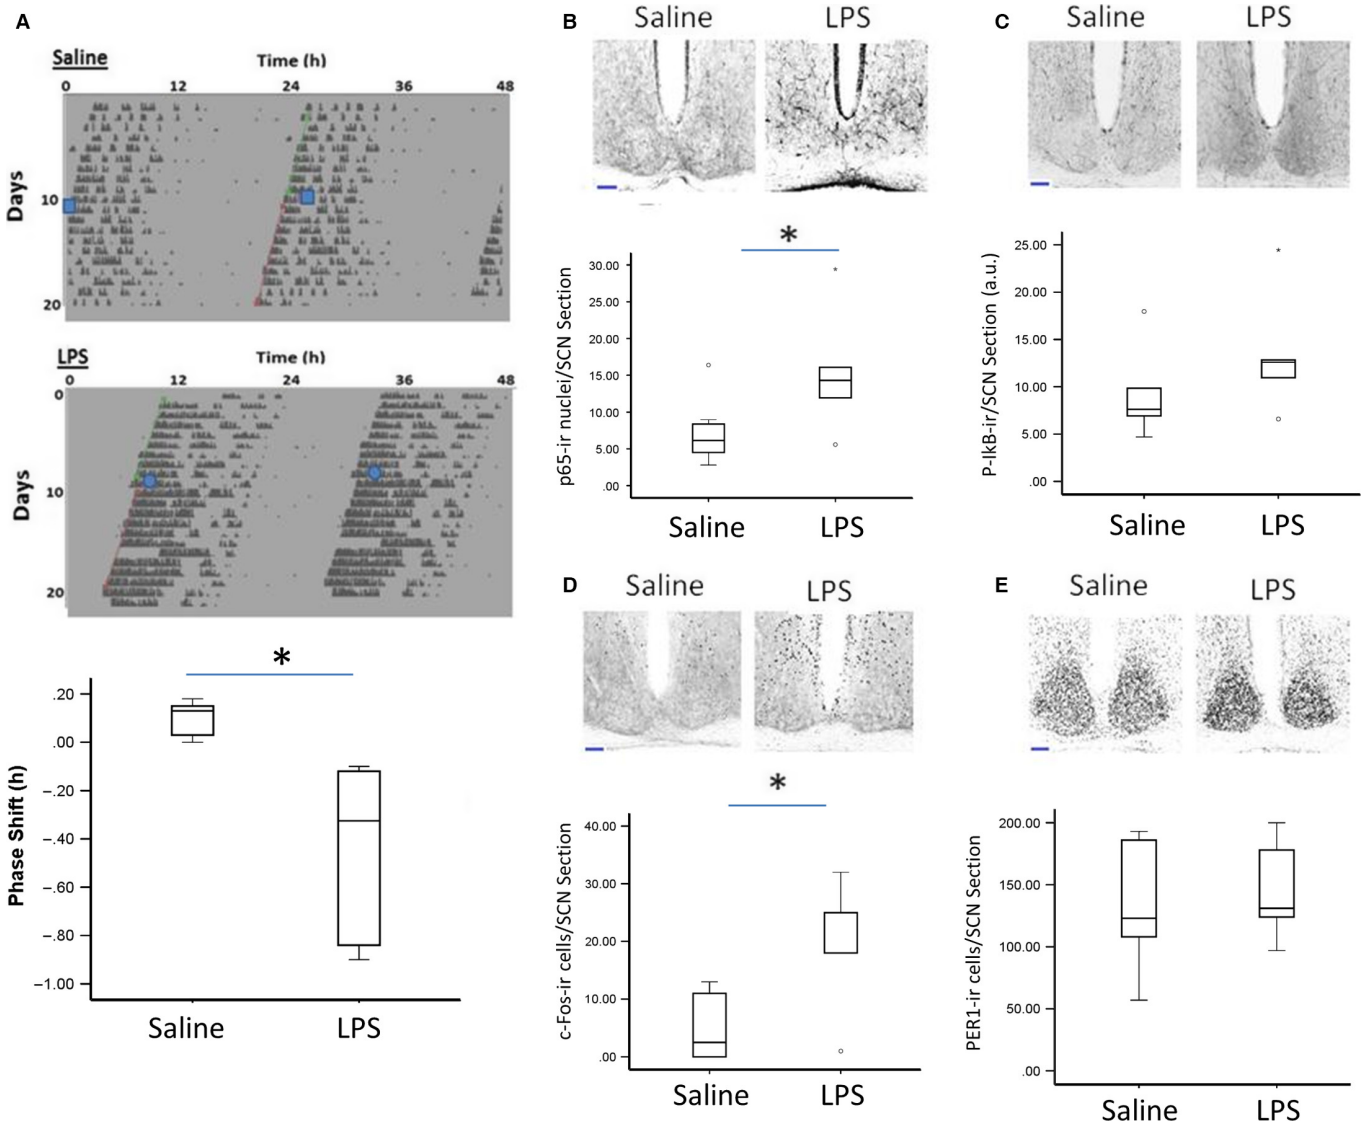 A
Saline
Time (h)
0 12 24 36 48
Days
10
20
LPS
Time (h)
0 12 24 36 48
Days
0
10
20
*
Phase Shift (h)
.20
.00
–.20
–.40
–.60
–.80
–1.00
Saline LPS
B
Saline LPS
*
p65-ir nuclei/SCN Section
30.00
25.00
20.00
15.00
10.00
5.00
.00
*
Saline LPS
C
Saline LPS
P-IkB-ir/SCN Section (a.u.)
25.00
20.00
15.00
10.00
5.00
.00
*
Saline LPS
D
Saline LPS
*
c-Fos-ir cells/SCN Section
40.00
30.00
20.00
10.00
.00
Saline LPS
E
Saline LPS
PER1-ir cells/SCN Section
200.00
150.00
100.00
50.00
.00
Saline LPS